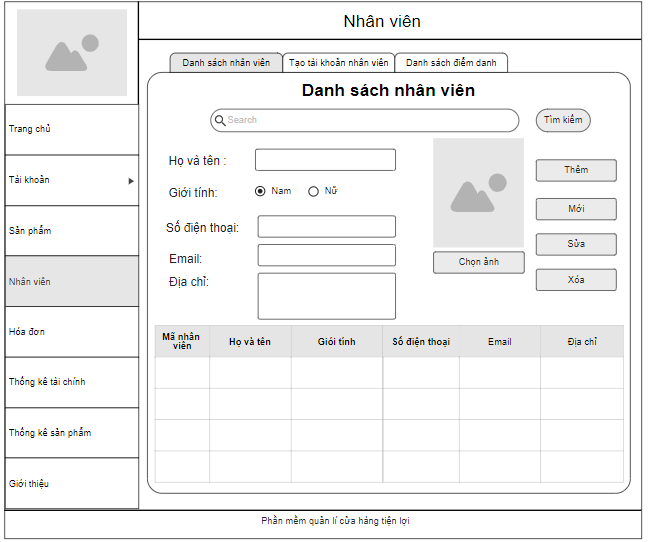 Nhân viên
Trang chủ
Tài khoản
Sản phẩm
Nhân viên
Hóa đơn
Thống kê tài chính
Thống kê sản phẩm
Giới thiệu
Danh sách nhân viên
Tạo tài khoản nhân viên
Danh sách điểm danh
Danh sách nhân viên
Search
Tìm kiếm
Họ và tên :
Giới tính:
Nam
Nữ
Số điện thoại:
Email:
Địa chỉ:
Chọn ảnh
Thêm
Mới
Sửa
Xóa
Mã nhân
viên
Họ và tên
Giói tính
Số điện thoại
Email
Địa chỉ
Phần mềm quản lí cửa hàng tiện lợi